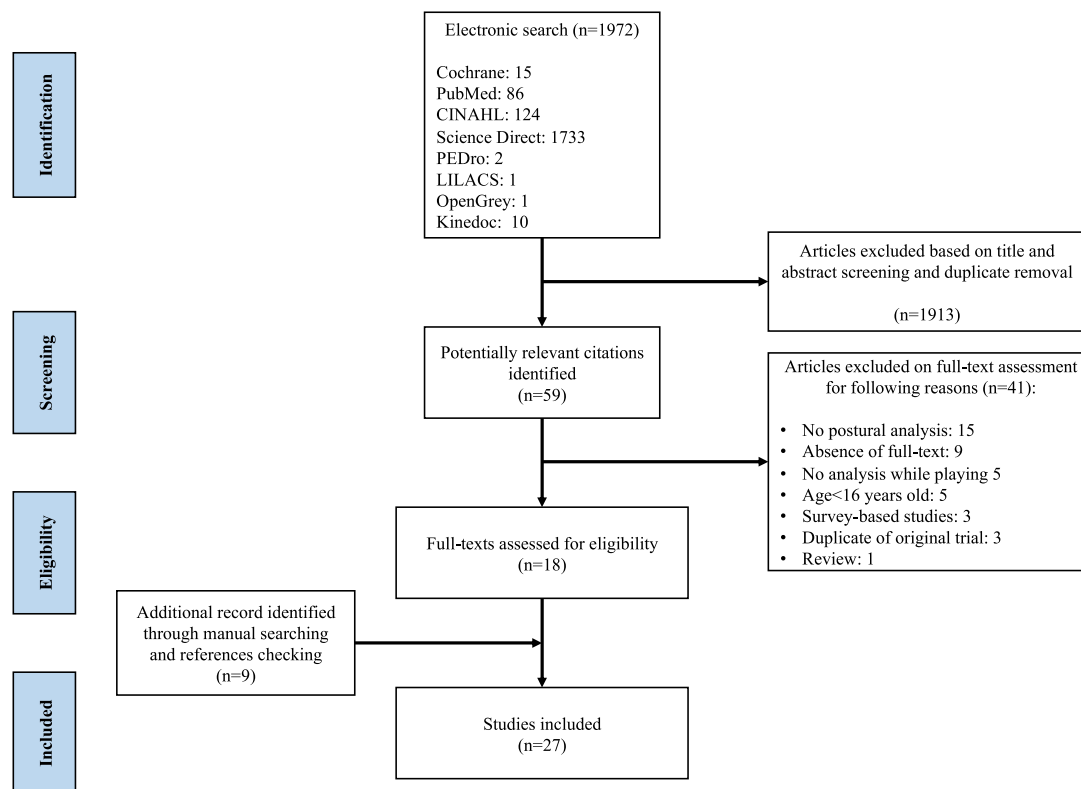 Identification
Electronic search (n=1972)
Cochrane: 15
PubMed: 86
CINAHL: 124
Science Direct: 1733
PEDro: 2
LILACS: 1
OpenGrey: 1
Kinedoc: 10
Articles excluded based on title and
abstract screening and duplicate removal
(n=1913)
Screening
Potentially relevant citations
identified
(n=59)
Articles excluded on full-text assessment
for following reasons (n=41):
• No postural analysis: 15
• Absence of full-text: 9
• No analysis while playing 5
• Age<16 years old: 5
• Survey-based studies: 3
• Duplicate of original trial: 3
• Review: 1
Eligibility
Full-texts assessed for eligibility
(n=18)
Additional record identified
through manual searching
and references checking
(n=9)
Included
Studies included
(n=27)